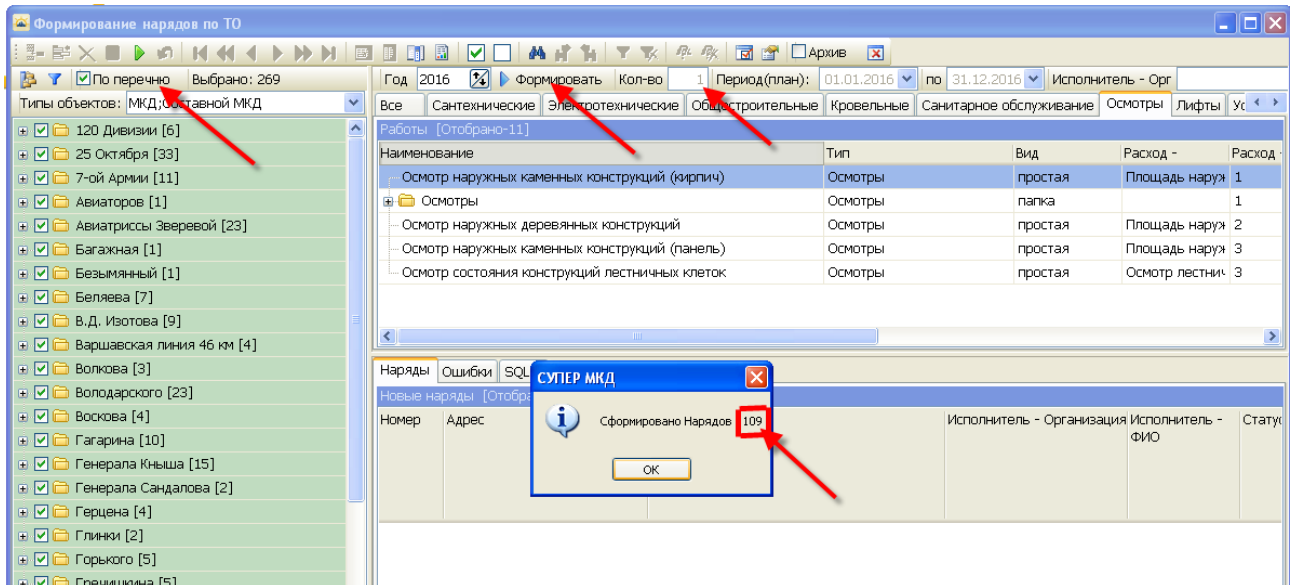 Формирование нарядов по ТО
Архив
По перечню Выбрано: 269
Год 2016 Формировать Кол-во 1 Период(план): 01.01.2016 по 31.12.2016 Исполнитель - Орг
Типы объектов: МКД;Составной МКД
Все Сантехнические Электротехнические Общестроительные Кровельные Санитарное обслуживание Осмотры Лифты Ус
120 Дивизии [6]
25 Октября [33]
7-ой Армии [11]
Авиаторов [1]
Авиатриссы Зверевой [23]
Багажная [1]
Безымянный [1]
Беляева [7]
В.Д. Изотова [9]
Варшавская линия 46 км [4]
Волкова [3]
Володарского [23]
Воскова [4]
Гагарина [10]
Генерала Кныша [15]
Генерала Сандалова [2]
Герцена [4]
Глинки [2]
Горького [5]
Гречишкина [5]
Работы [Отобрано-11]
Наименование Тип Вид Расход - Расход -
Осмотр наружных каменных конструкций (кирпич) Осмотры простая Площадь наруж 1
Осмотры Осмотры папка 1
Осмотр наружных деревянных конструкций Осмотры простая Площадь наруж 2
Осмотр наружных каменных конструкций (панель) Осмотры простая Площадь наруж 3
Осмотр состояния конструкций лестничных клеток Осмотры простая Осмотр лестнич 3
Наряды Ошибки SQL
Новые наряды [Отобра
Номер Адрес Исполнитель - Организация Исполнитель - ФИО Статус
СУПЕР МКД
Сформировано Нарядов 109
ОК